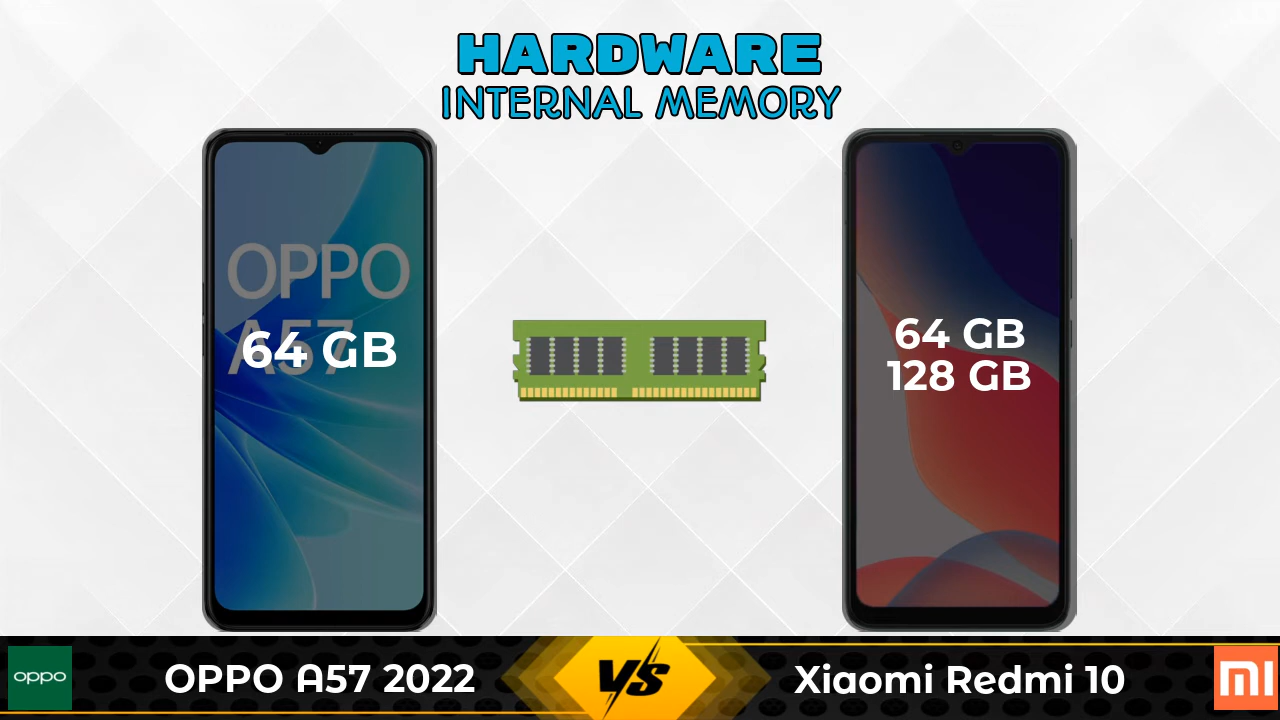 HARDWARE
INTERNAL MEMORY
OPPO
A57
64 GB
64 GB
128 GB
oppo
OPPO A57 2022
VS
Xiaomi Redmi 10
mi